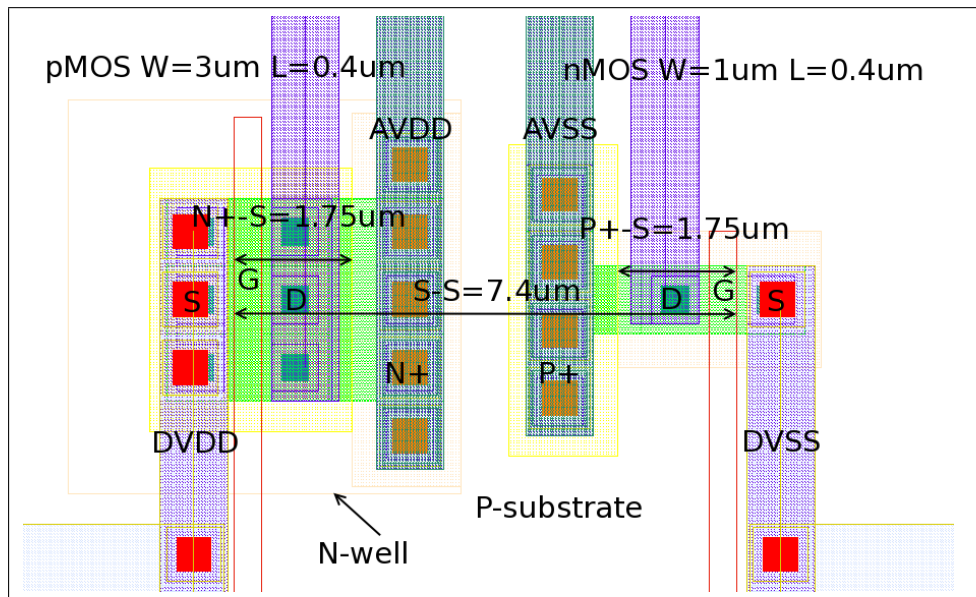 pMOS W=3um L=0.4um
nMOS W=1um L=0.4um
AVDD
AVSS
N+-S=1.75um
P+-S=1.75um
G
S-S=7.4um
G
S
D
D
S
N+
P+
DVDD
DVSS
P-substrate
N-well